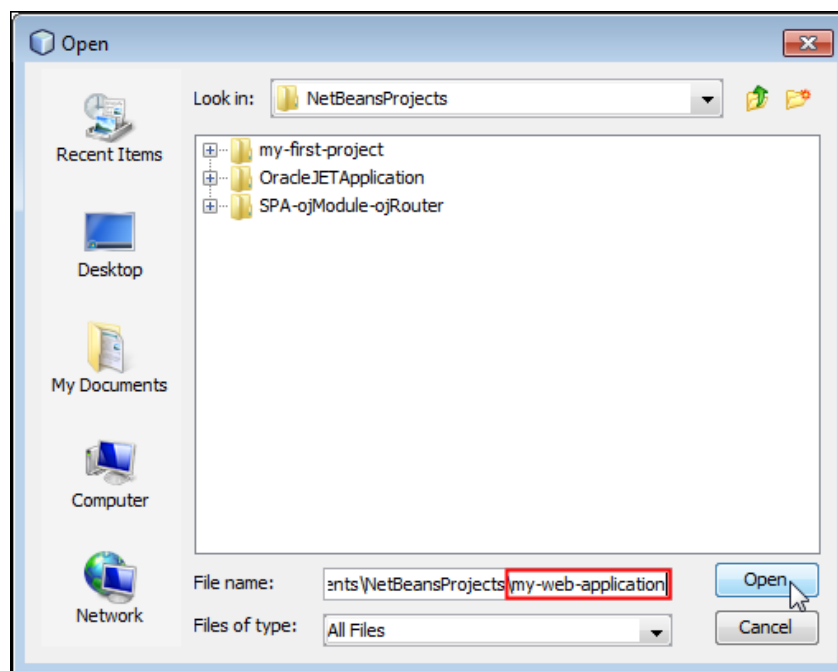 Open
Look in: NetBeansProjects
Recent Items
my-first-project
OracleJETApplication
SPA-ojModule-ojRouter
Desktop
My Documents
Computer
Network
File name: ents\NetBeansProjects\my-web-application
Open
Files of type: All Files
Cancel